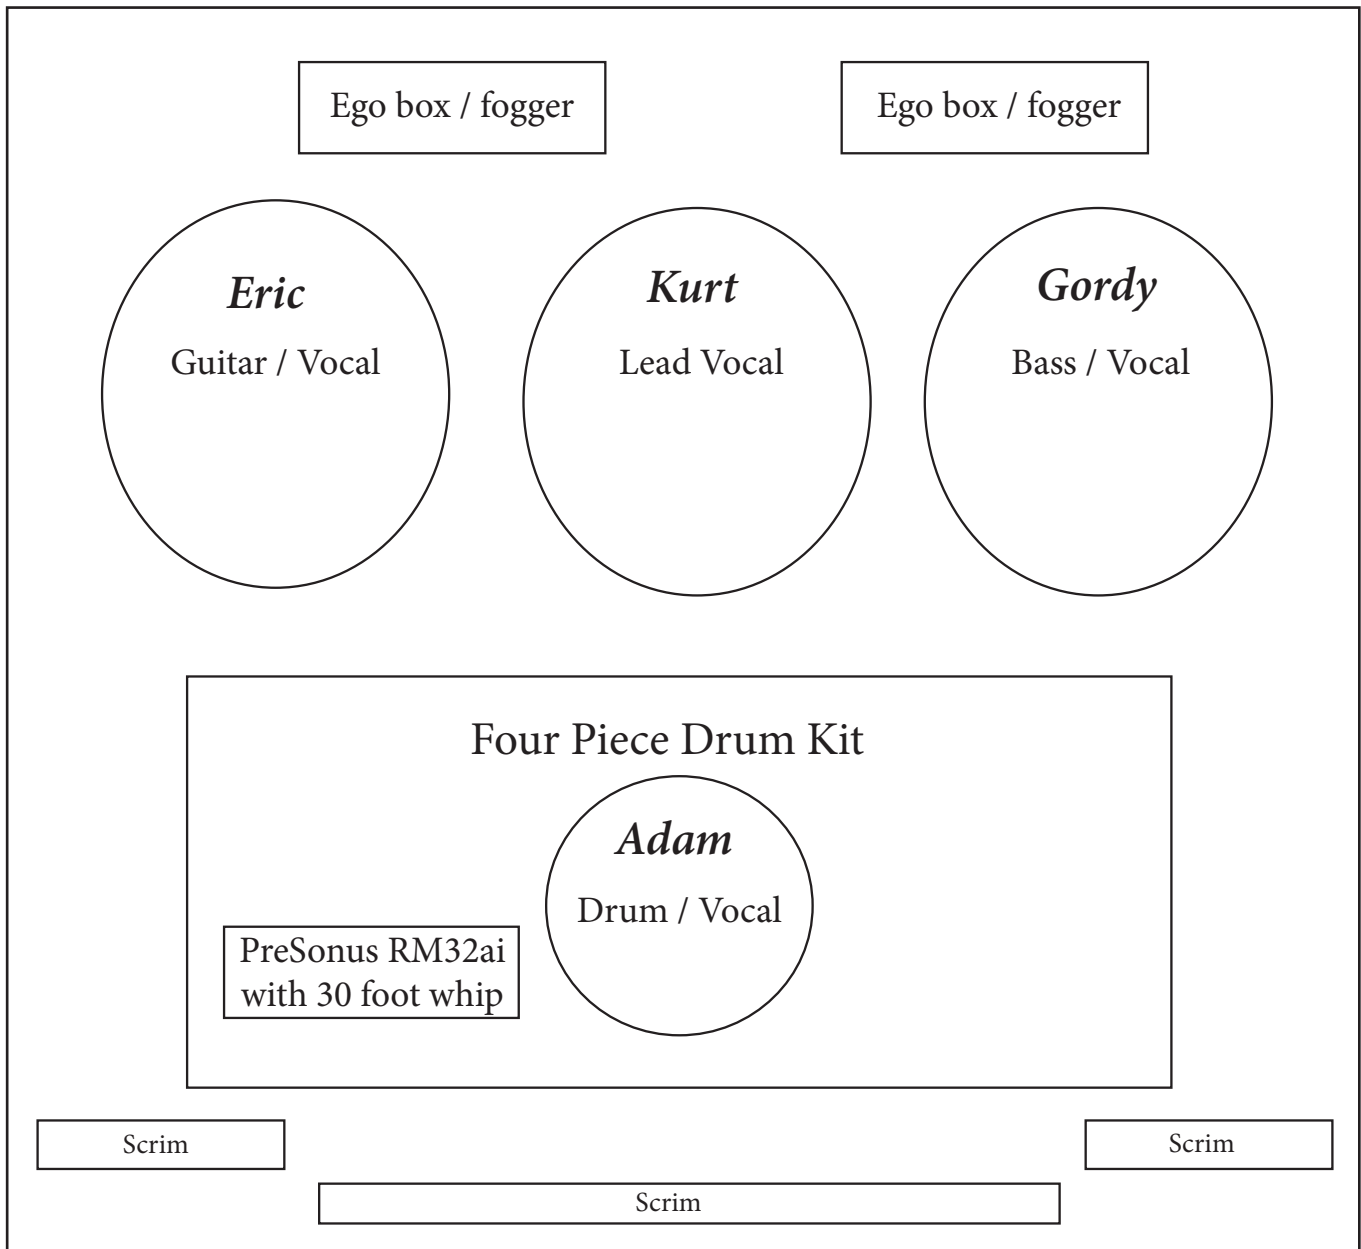 Ego box / fogger
Ego box / fogger
Eric
Guitar / Vocal
Kurt
Lead Vocal
Gordy
Bass / Vocal
Four Piece Drum Kit
Adam
Drum / Vocal
PreSonus RM32ai
with 30 foot whip
Scrim
Scrim
Scrim